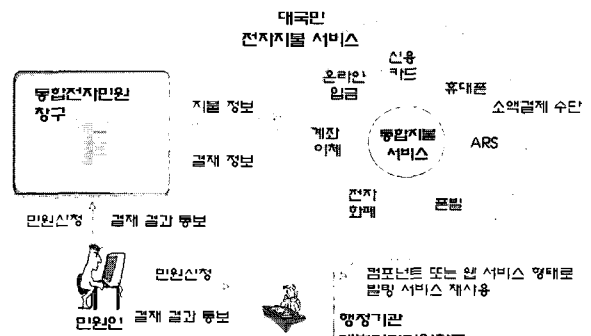 대국민
전자지불 서비스
신용
카드
온라인
입금
휴대폰
소액결제 수단
통합전자민원
창구
지불 정보
계좌
이체
통합지불
서비스
ARS
결재 정보
전자
화폐
폰빌
민원신청
결재 결과 통보
민원신청
컴포넌트 또는 웹 서비스 형태로
빌링 서비스 재사용
민원인
결재 결과 통보
행정기관